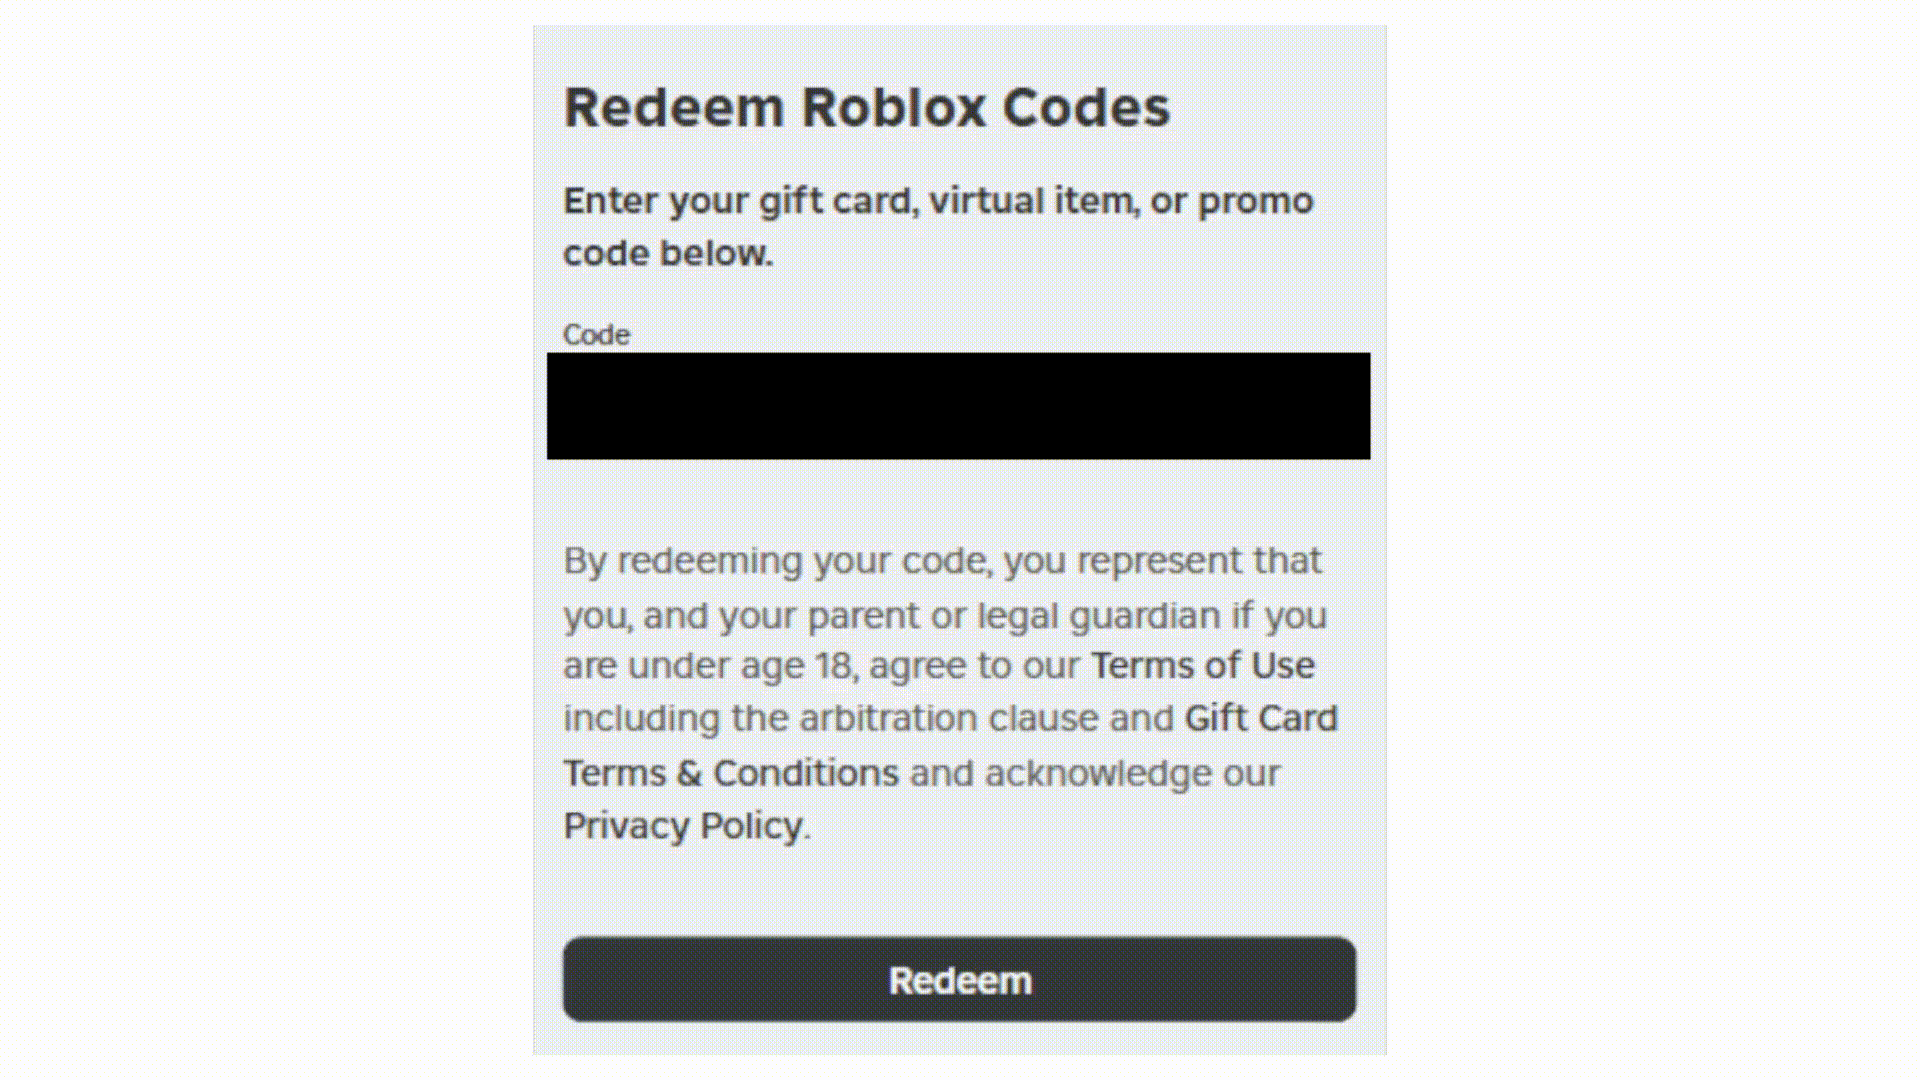 Redeem Roblox Codes
Enter your gift card, virtual item, or promo
code below.
Code
By redeeming your code, you represent that
you, and your parent or legal guardian if you
are under age 18, agree to our Terms of Use
including the arbitration clause and Gift Card
Terms & Conditions and acknowledge our
Privacy Policy.
Redeem